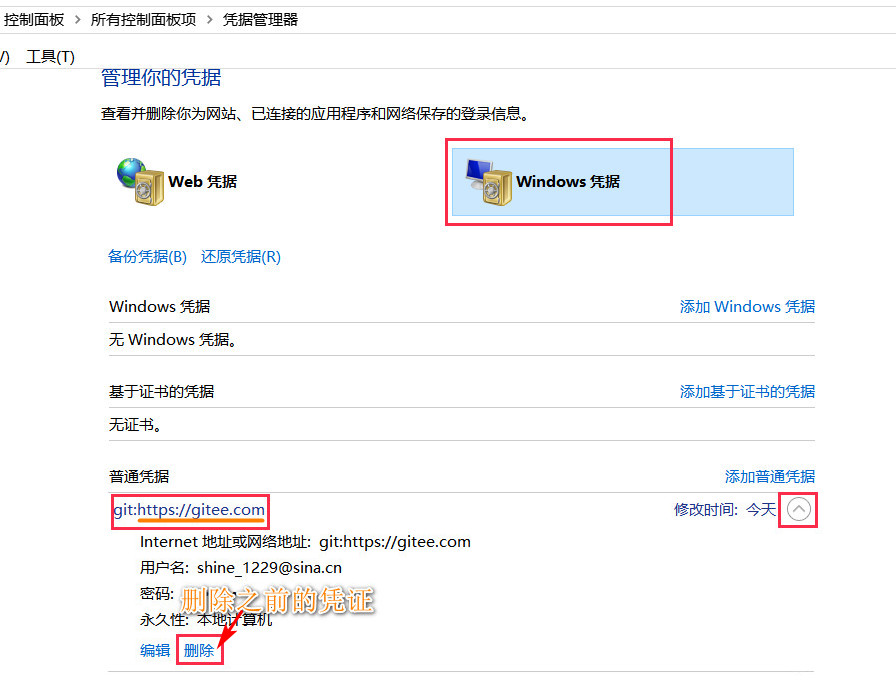 控制面板 > 所有控制面板项 > 凭据管理器
V) 工具(T)
管理你的凭据
查看并删除你为网站、已连接的应用程序和网络保存的登录信息。
Web 凭据
Windows 凭据
备份凭据(B) 还原凭据(R)
Windows 凭据 添加 Windows 凭据
无 Windows 凭据。
基于证书的凭据 添加基于证书的凭据
无证书。
普通凭据 添加普通凭据
git:https://gitee.com 修改时间: 今天
Internet 地址或网络地址: git:https://gitee.com
用户名: shine_1229@sina.cn
密码:
删除之前的凭证
永久性: 本地计算机
编辑 删除